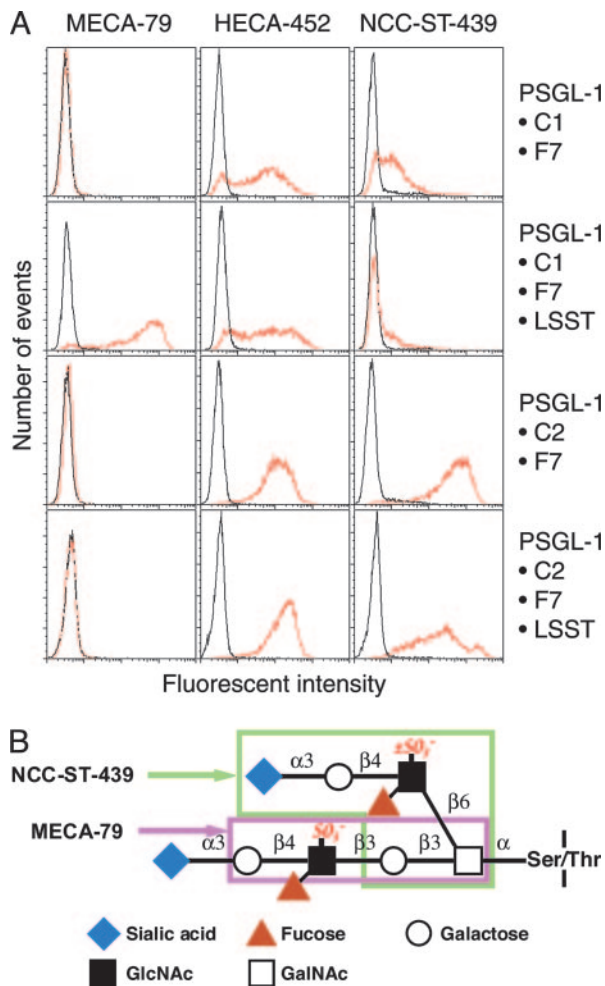 A
MECA-79 HECA-452 NCC-ST-439
Number of events
PSGL-1
• C1
• F7
PSGL-1
• C1
• F7
• LSST
PSGL-1
• C2
• F7
PSGL-1
• C2
• F7
• LSST
Fluorescent intensity
B
±SO₃⁻
NCC-ST-439 α3 β4
β6
MECA-79 SO₃⁻
α3 β4 β3 β3 α
Ser/Thr
Sialic acid Fucose Galactose
GlcNAc GalNAc